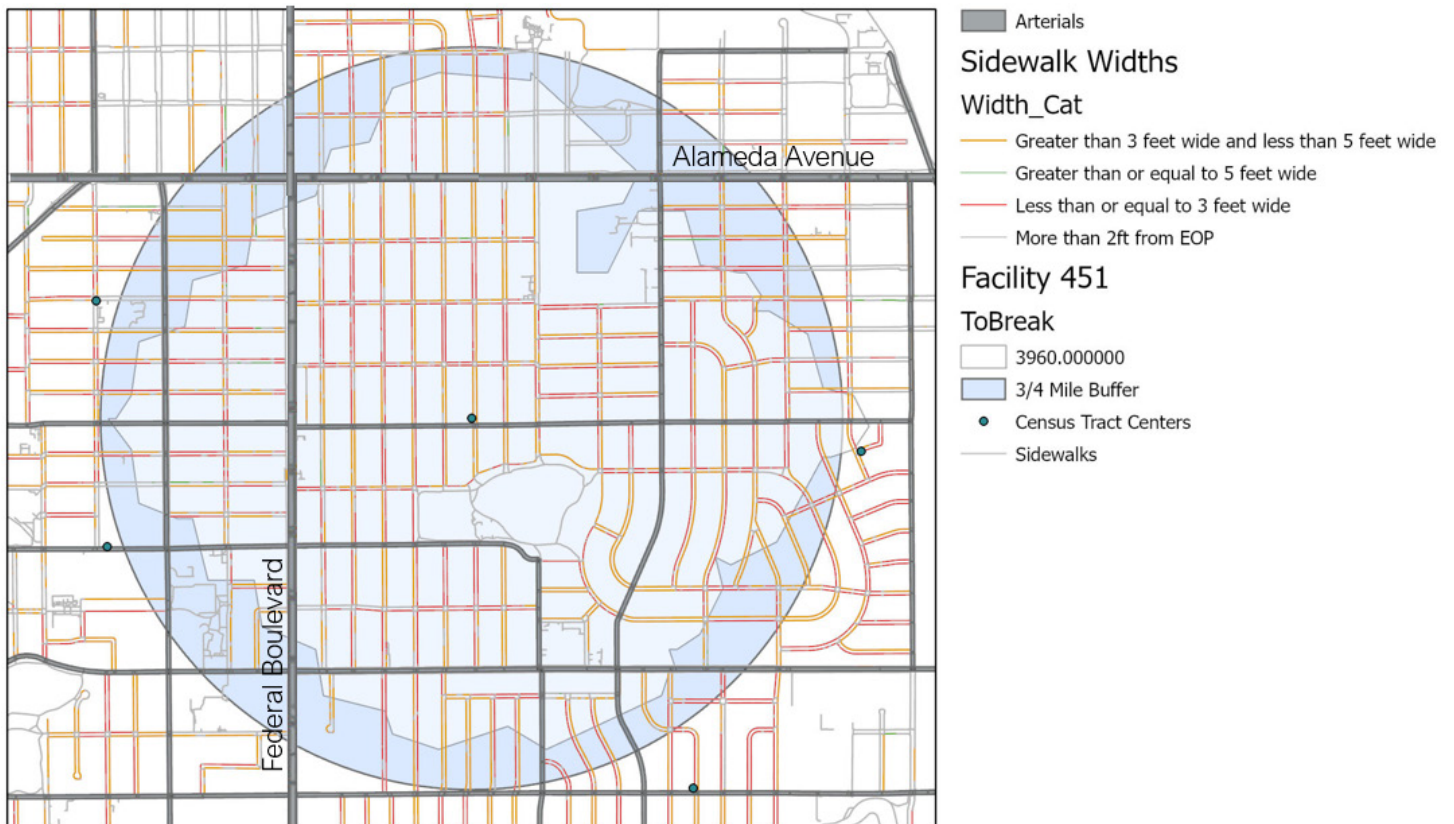 Alameda Avenue
Federal Boulevard
Arterials
Sidewalk Widths
Width_Cat
Greater than 3 feet wide and less than 5 feet wide
Greater than or equal to 5 feet wide
Less than or equal to 3 feet wide
More than 2ft from EOP
Facility 451
ToBreak
3960.000000
3/4 Mile Buffer
Census Tract Centers
Sidewalks